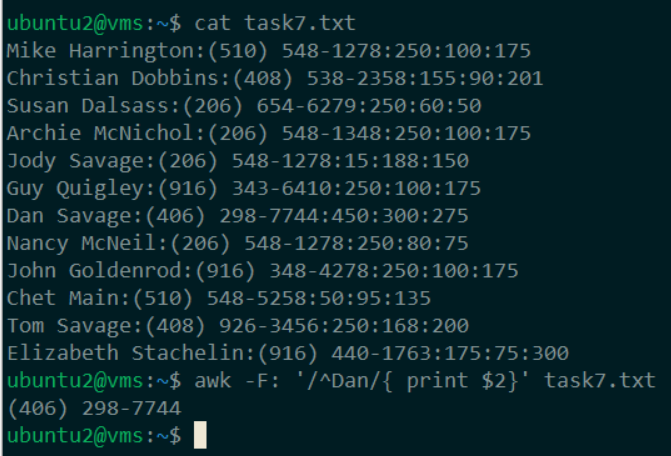 ubuntu2@vms:~$ cat task7.txt
Mike Harrington:(510) 548-1278:250:100:175
Christian Dobbins:(408) 538-2358:155:90:201
Susan Dalsass:(206) 654-6279:250:60:50
Archie McNichol:(206) 548-1348:250:100:175
Jody Savage:(206) 548-1278:15:188:150
Guy Quigley:(916) 343-6410:250:100:175
Dan Savage:(406) 298-7744:450:300:275
Nancy McNeil:(206) 548-1278:250:80:75
John Goldenrod:(916) 348-4278:250:100:175
Chet Main:(510) 548-5258:50:95:135
Tom Savage:(408) 926-3456:250:168:200
Elizabeth Stachelin:(916) 440-1763:175:75:300
ubuntu2@vms:~$ awk -F: '/^Dan/{ print $2}' task7.txt
(406) 298-7744
ubuntu2@vms:~$